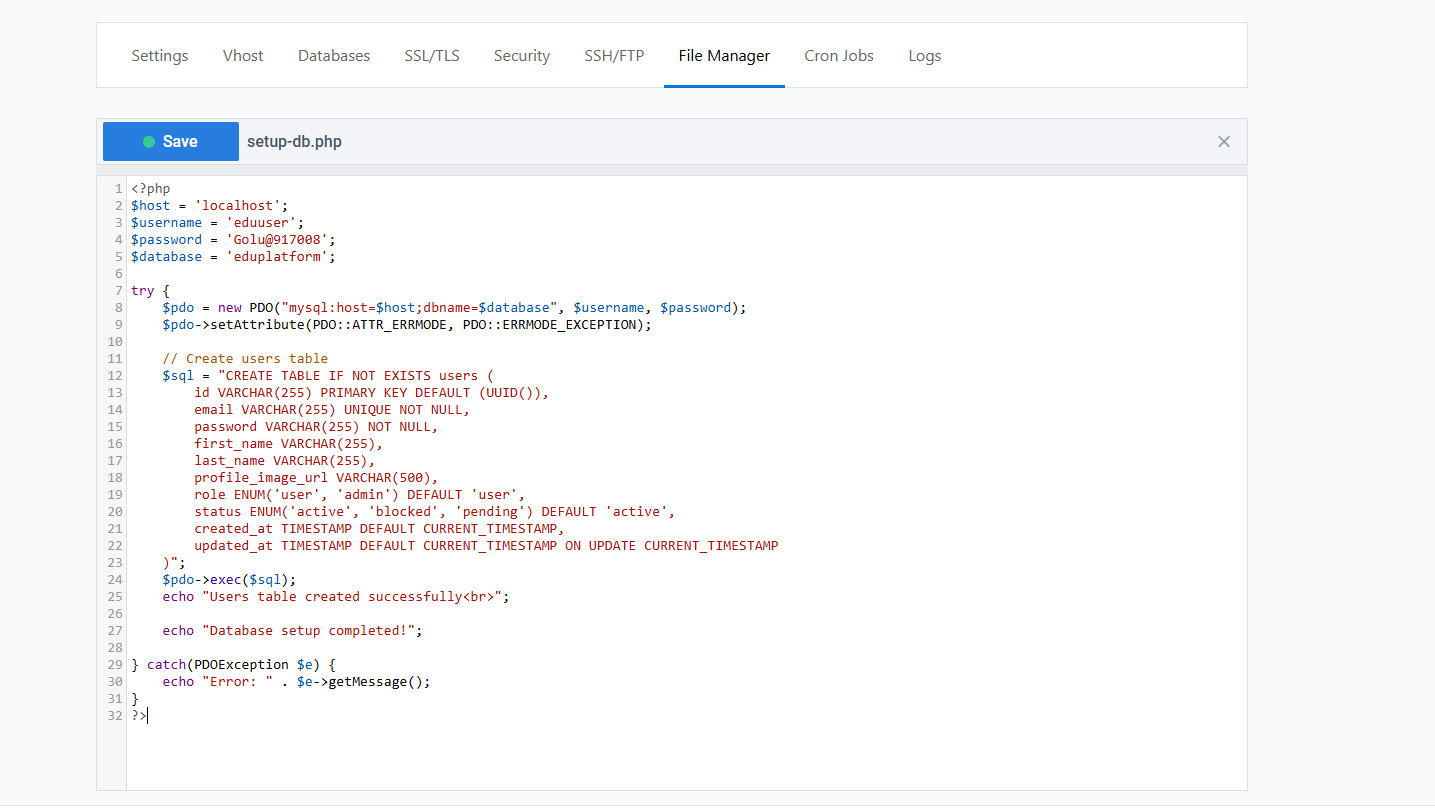 Settings Vhost Databases SSL/TLS Security SSH/FTP File Manager Cron Jobs Logs
Save setup-db.php ×
1 <?php
2 $host = 'localhost';
3 $username = 'eduuser';
4 $password = 'Golu@917008';
5 $database = 'eduplatform';
6
7 try {
8     $pdo = new PDO("mysql:host=$host;dbname=$database", $username, $password);
9     $pdo->setAttribute(PDO::ATTR_ERRMODE, PDO::ERRMODE_EXCEPTION);
10
11     // Create users table
12     $sql = "CREATE TABLE IF NOT EXISTS users (
13         id VARCHAR(255) PRIMARY KEY DEFAULT (UUID()),
14         email VARCHAR(255) UNIQUE NOT NULL,
15         password VARCHAR(255) NOT NULL,
16         first_name VARCHAR(255),
17         last_name VARCHAR(255),
18         profile_image_url VARCHAR(500),
19         role ENUM('user', 'admin') DEFAULT 'user',
20         status ENUM('active', 'blocked', 'pending') DEFAULT 'active',
21         created_at TIMESTAMP DEFAULT CURRENT_TIMESTAMP,
22         updated_at TIMESTAMP DEFAULT CURRENT_TIMESTAMP ON UPDATE CURRENT_TIMESTAMP
23     )";
24     $pdo->exec($sql);
25     echo "Users table created successfully<br>";
26
27     echo "Database setup completed!";
28
29 } catch(PDOException $e) {
30     echo "Error: " . $e->getMessage();
31 }
32 ?>